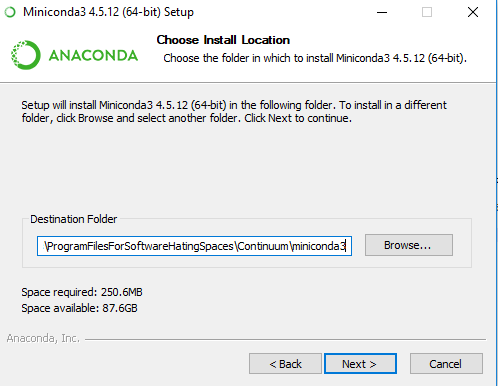 Miniconda3 4.5.12 (64-bit) Setup
ANACONDA
Choose Install Location
Choose the folder in which to install Miniconda3 4.5.12 (64-bit).
Setup will install Miniconda3 4.5.12 (64-bit) in the following folder. To install in a different
folder, click Browse and select another folder. Click Next to continue.
Destination Folder
\ProgramFilesForSoftwareHatingSpaces\Continuum\miniconda3
Browse...
Space required: 250.6MB
Space available: 87.6GB
Anaconda, Inc.
< Back
Next >
Cancel